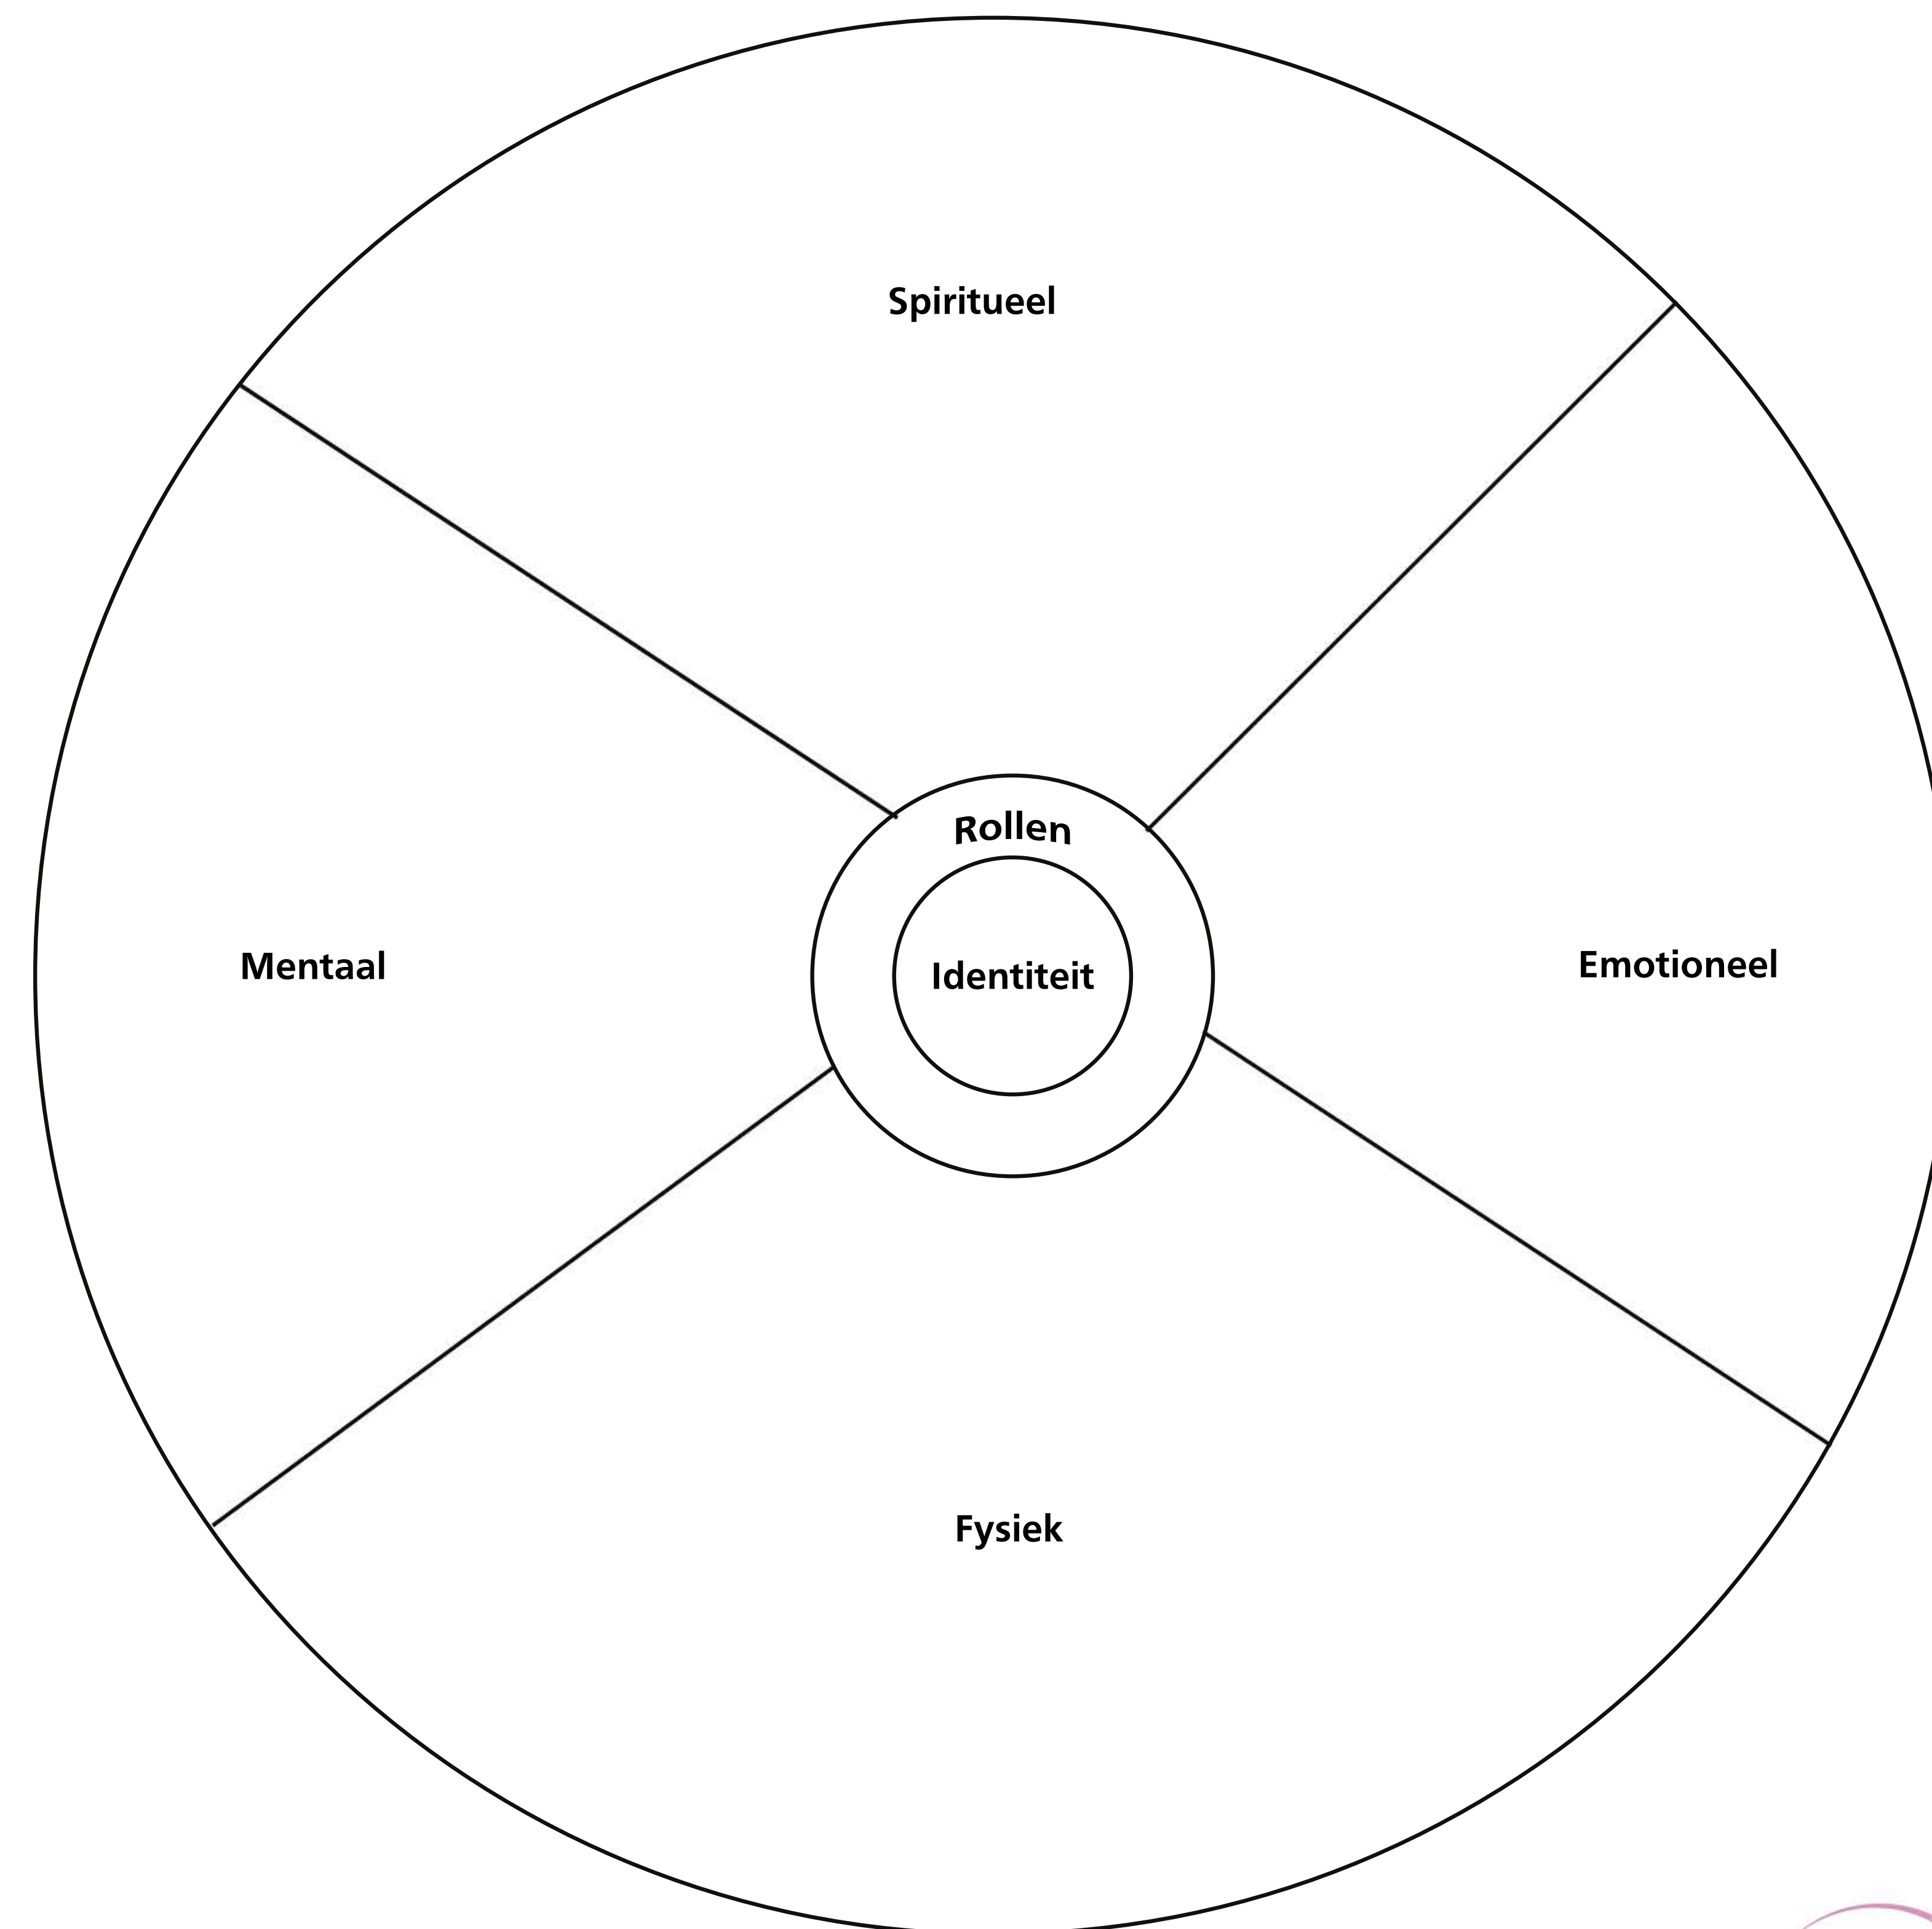 Spiritueel
Rollen
Mentaal
Identiteit
Emotioneel
Fysiek